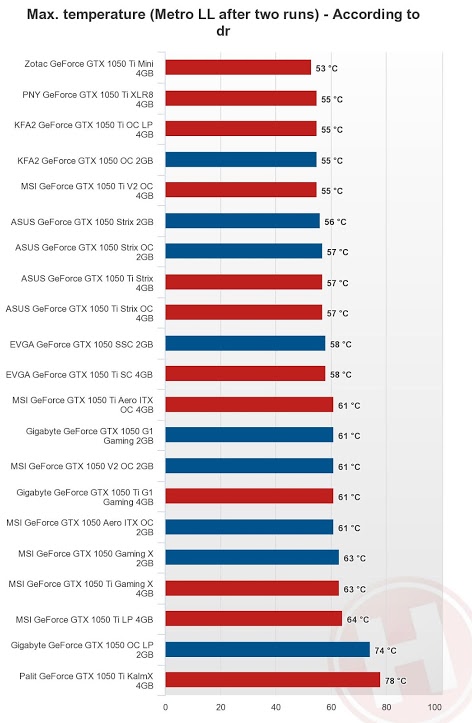 Max. temperature (Metro LL after two runs) - According to
dr
Zotac GeForce GTX 1050 Ti Mini
4GB
53 °C
PNY GeForce GTX 1050 Ti XLR8
4GB
55 °C
KFA2 GeForce GTX 1050 Ti OC LP
4GB
55 °C
KFA2 GeForce GTX 1050 OC 2GB
55 °C
MSI GeForce GTX 1050 Ti V2 OC
4GB
55 °C
ASUS GeForce GTX 1050 Strix 2GB
56 °C
ASUS GeForce GTX 1050 Strix OC
2GB
57 °C
ASUS GeForce GTX 1050 Ti Strix
4GB
57 °C
ASUS GeForce GTX 1050 Ti Strix OC
4GB
57 °C
EVGA GeForce GTX 1050 SSC 2GB
58 °C
EVGA GeForce GTX 1050 Ti SC 4GB
58 °C
MSI GeForce GTX 1050 Ti Aero ITX
OC 4GB
61 °C
Gigabyte GeForce GTX 1050 G1
Gaming 2GB
61 °C
MSI GeForce GTX 1050 V2 OC 2GB
61 °C
Gigabyte GeForce GTX 1050 Ti G1
Gaming 4GB
61 °C
MSI GeForce GTX 1050 Aero ITX OC
2GB
61 °C
MSI GeForce GTX 1050 Gaming X
2GB
63 °C
MSI GeForce GTX 1050 Ti Gaming X
4GB
63 °C
MSI GeForce GTX 1050 Ti LP 4GB
64 °C
Gigabyte GeForce GTX 1050 OC LP
2GB
74 °C
Palit GeForce GTX 1050 Ti KalmX
4GB
78 °C
0 20 40 60 80 100
H